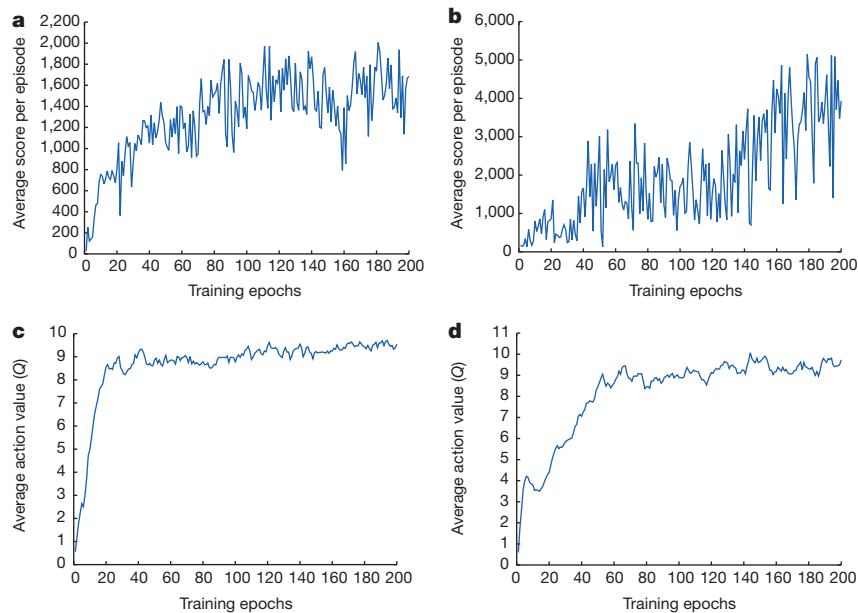 a
Average score per episode
2,200
2,000
1,800
1,600
1,400
1,200
1,000
800
600
400
200
0
0 20 40 60 80 100 120 140 160 180 200
Training epochs
b
Average score per episode
6,000
5,000
4,000
3,000
2,000
1,000
0
0 20 40 60 80 100 120 140 160 180 200
Training epochs
c
Average action value (Q)
10
9
8
7
6
5
4
3
2
1
0
0 20 40 60 80 100 120 140 160 180 200
Training epochs
d
Average action value (Q)
11
10
9
8
7
6
5
4
3
2
1
0
0 20 40 60 80 100 120 140 160 180 200
Training epochs